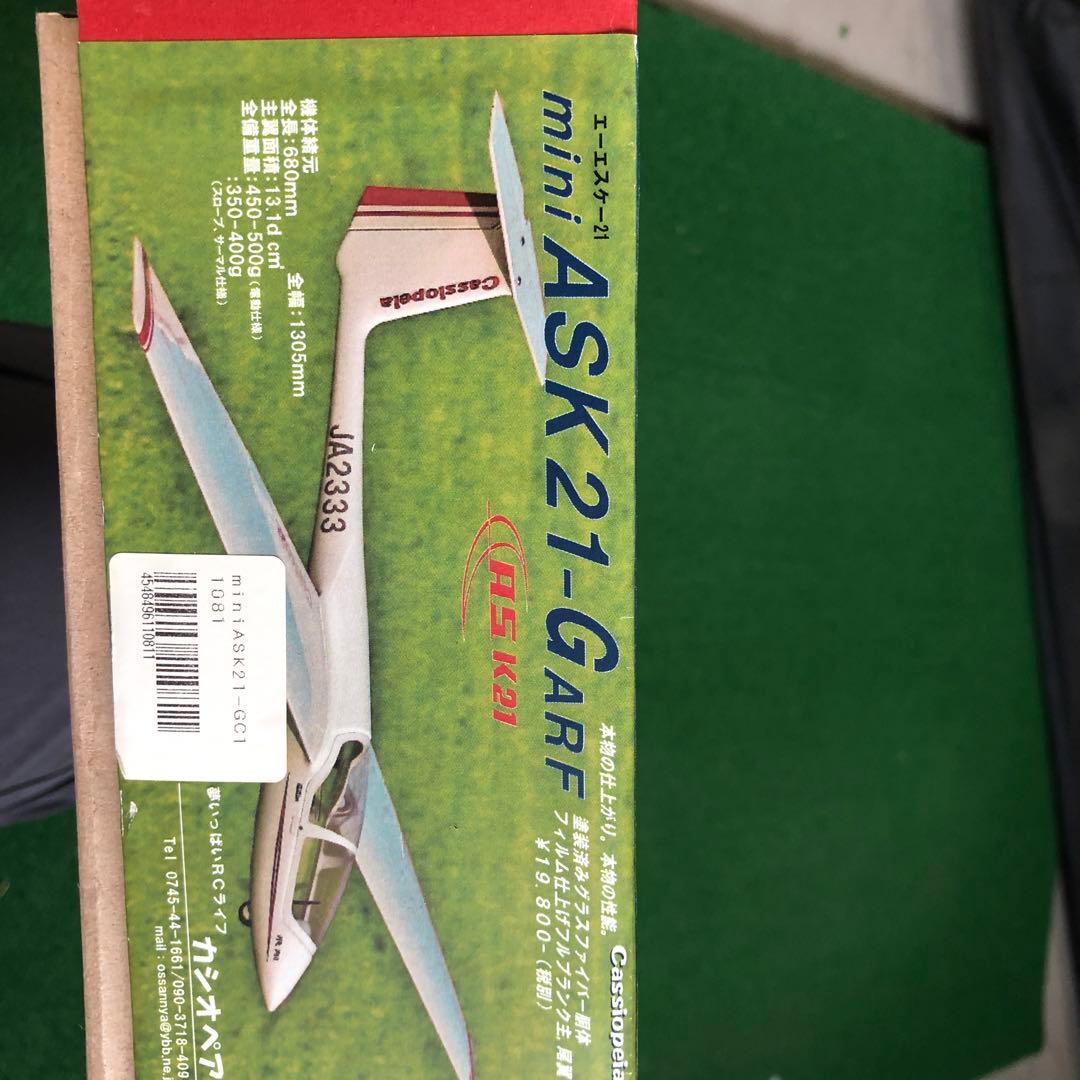 エーエスケー21
mini ASK21-GARF
ASK21
本物の仕上がり。本物の性能。
塗装済みグラスファイバー胴体
フィルム仕上げフルプランク主、尾翼
¥19.800-(税別)
Cassiopeia
機体緒元
全長:680mm 全幅:1305mm
主翼面積:13.1d㎠
全備重量:450-500g(電動仕様)
:350-400g(スロープ、サーマル仕様)
Cassiopeia
JA2333
miniASK21-GC1
1081
4548496110811
夢いっぱいRCライフ
カシオペア
Tel 0745-44-1661/090-3718-409
mail:ossannya@ybb.ne.j